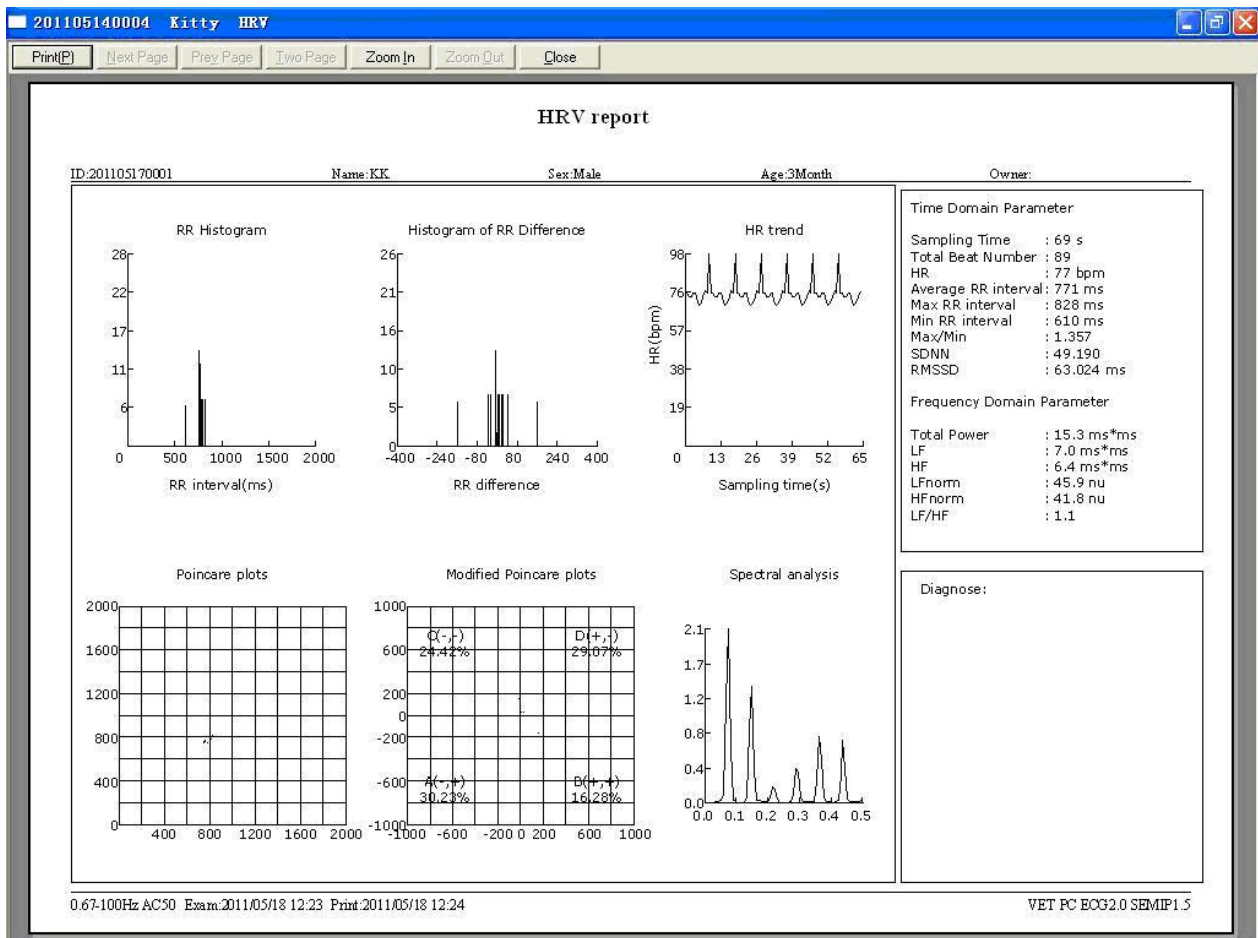 201105140004 Kitty HRV
Print(P) Next Page Prev Page Two Page Zoom In Zoom Out Close
HRV report
ID:201105170001 Name:KK Sex:Male Age:3Month Owner:
RR Histogram
28
22
17
11
6
0 500 1000 1500 2000
RR interval(ms)
Histogram of RR Difference
26
21
16
10
5
0
-400 -240 -80 80 240 400
RR difference
HR trend
98
76
57
38
19
HR(bpm)
0 13 26 39 52 65
Sampling time(s)
Time Domain Parameter
Sampling Time : 69 s
Total Beat Number : 89
HR : 77 bpm
Average RR interval: 771 ms
Max RR interval : 828 ms
Min RR interval : 610 ms
Max/Min : 1.357
SDNN : 49.190
RMSSD : 63.024 ms
Frequency Domain Parameter
Total Power : 15.3 ms*ms
LF : 7.0 ms*ms
HF : 6.4 ms*ms
LFnorm : 45.9 nu
HFnorm : 41.8 nu
LF/HF : 1.1
Poincare plots
2000
1600
1200
800
400
0
400 800 1200 1600 2000
Modified Poincare plots
1000
600
200
0
-200
-600
-1000
C(-,-) D(+,-)
24.42% 29.07%
A(-,+) B(+,+)
30.23% 16.28%
-1000 -600 -200 0 200 600 1000
Spectral analysis
2.1
1.7
1.2
0.8
0.4
0.0
0.0 0.1 0.2 0.3 0.4 0.5
Diagnose:
0.67-100Hz AC50 Exam:2011/05/18 12:23 Print:2011/05/18 12:24 VET PC ECG2.0 SEMIP1.5